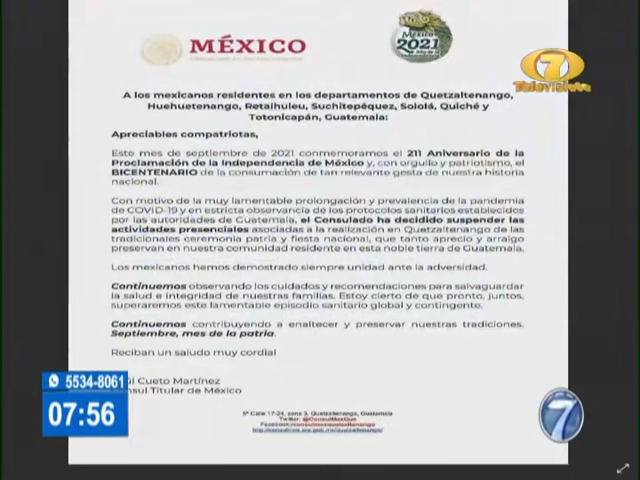 MÉXICO
México
2021
7
Televisiete
A los mexicanos residentes en los departamentos de Quetzaltenango,
Huehuetenango, Retalhuleu, Suchitepéquez, Sololá, Quiché y
Totonicapán, Guatemala:
Apreciables compatriotas,
Este mes de septiembre de 2021 conmemoramos el 211 Aniversario de la
Proclamación de la Independencia de México y, con orgullo y patriotismo, el
BICENTENARIO de la consumación de tan relevante gesta de nuestra historia
nacional.
Con motivo de la muy lamentable prolongación y prevalencia de la pandemia
de COVID-19 y en estricta observancia de los protocolos sanitarios establecidos
por las autoridades de Guatemala, el Consulado ha decidido suspender las
actividades presenciales asociadas a la realización en Quetzaltenango de las
tradicionales ceremonia patria y fiesta nacional, que tanto aprecio y arraigo
preservan en nuestra comunidad residente en esta noble tierra de Guatemala.
Los mexicanos hemos demostrado siempre unidad ante la adversidad.
Continuemos observando los cuidados y recomendaciones para salvaguardar
la salud e integridad de nuestras familias. Estoy cierto de que pronto, juntos,
superaremos este lamentable episodio sanitario global y contingente.
Continuemos contribuyendo a enaltecer y preservar nuestras tradiciones.
Septiembre, mes de la patria.
Reciban un saludo muy cordial
Cueto Martínez
Titular de México
5534-8061
07:56
5ª Calle 17-24, zona 3, Quetzaltenango, Guatemala
Twitter: @ConsulMexQue
7